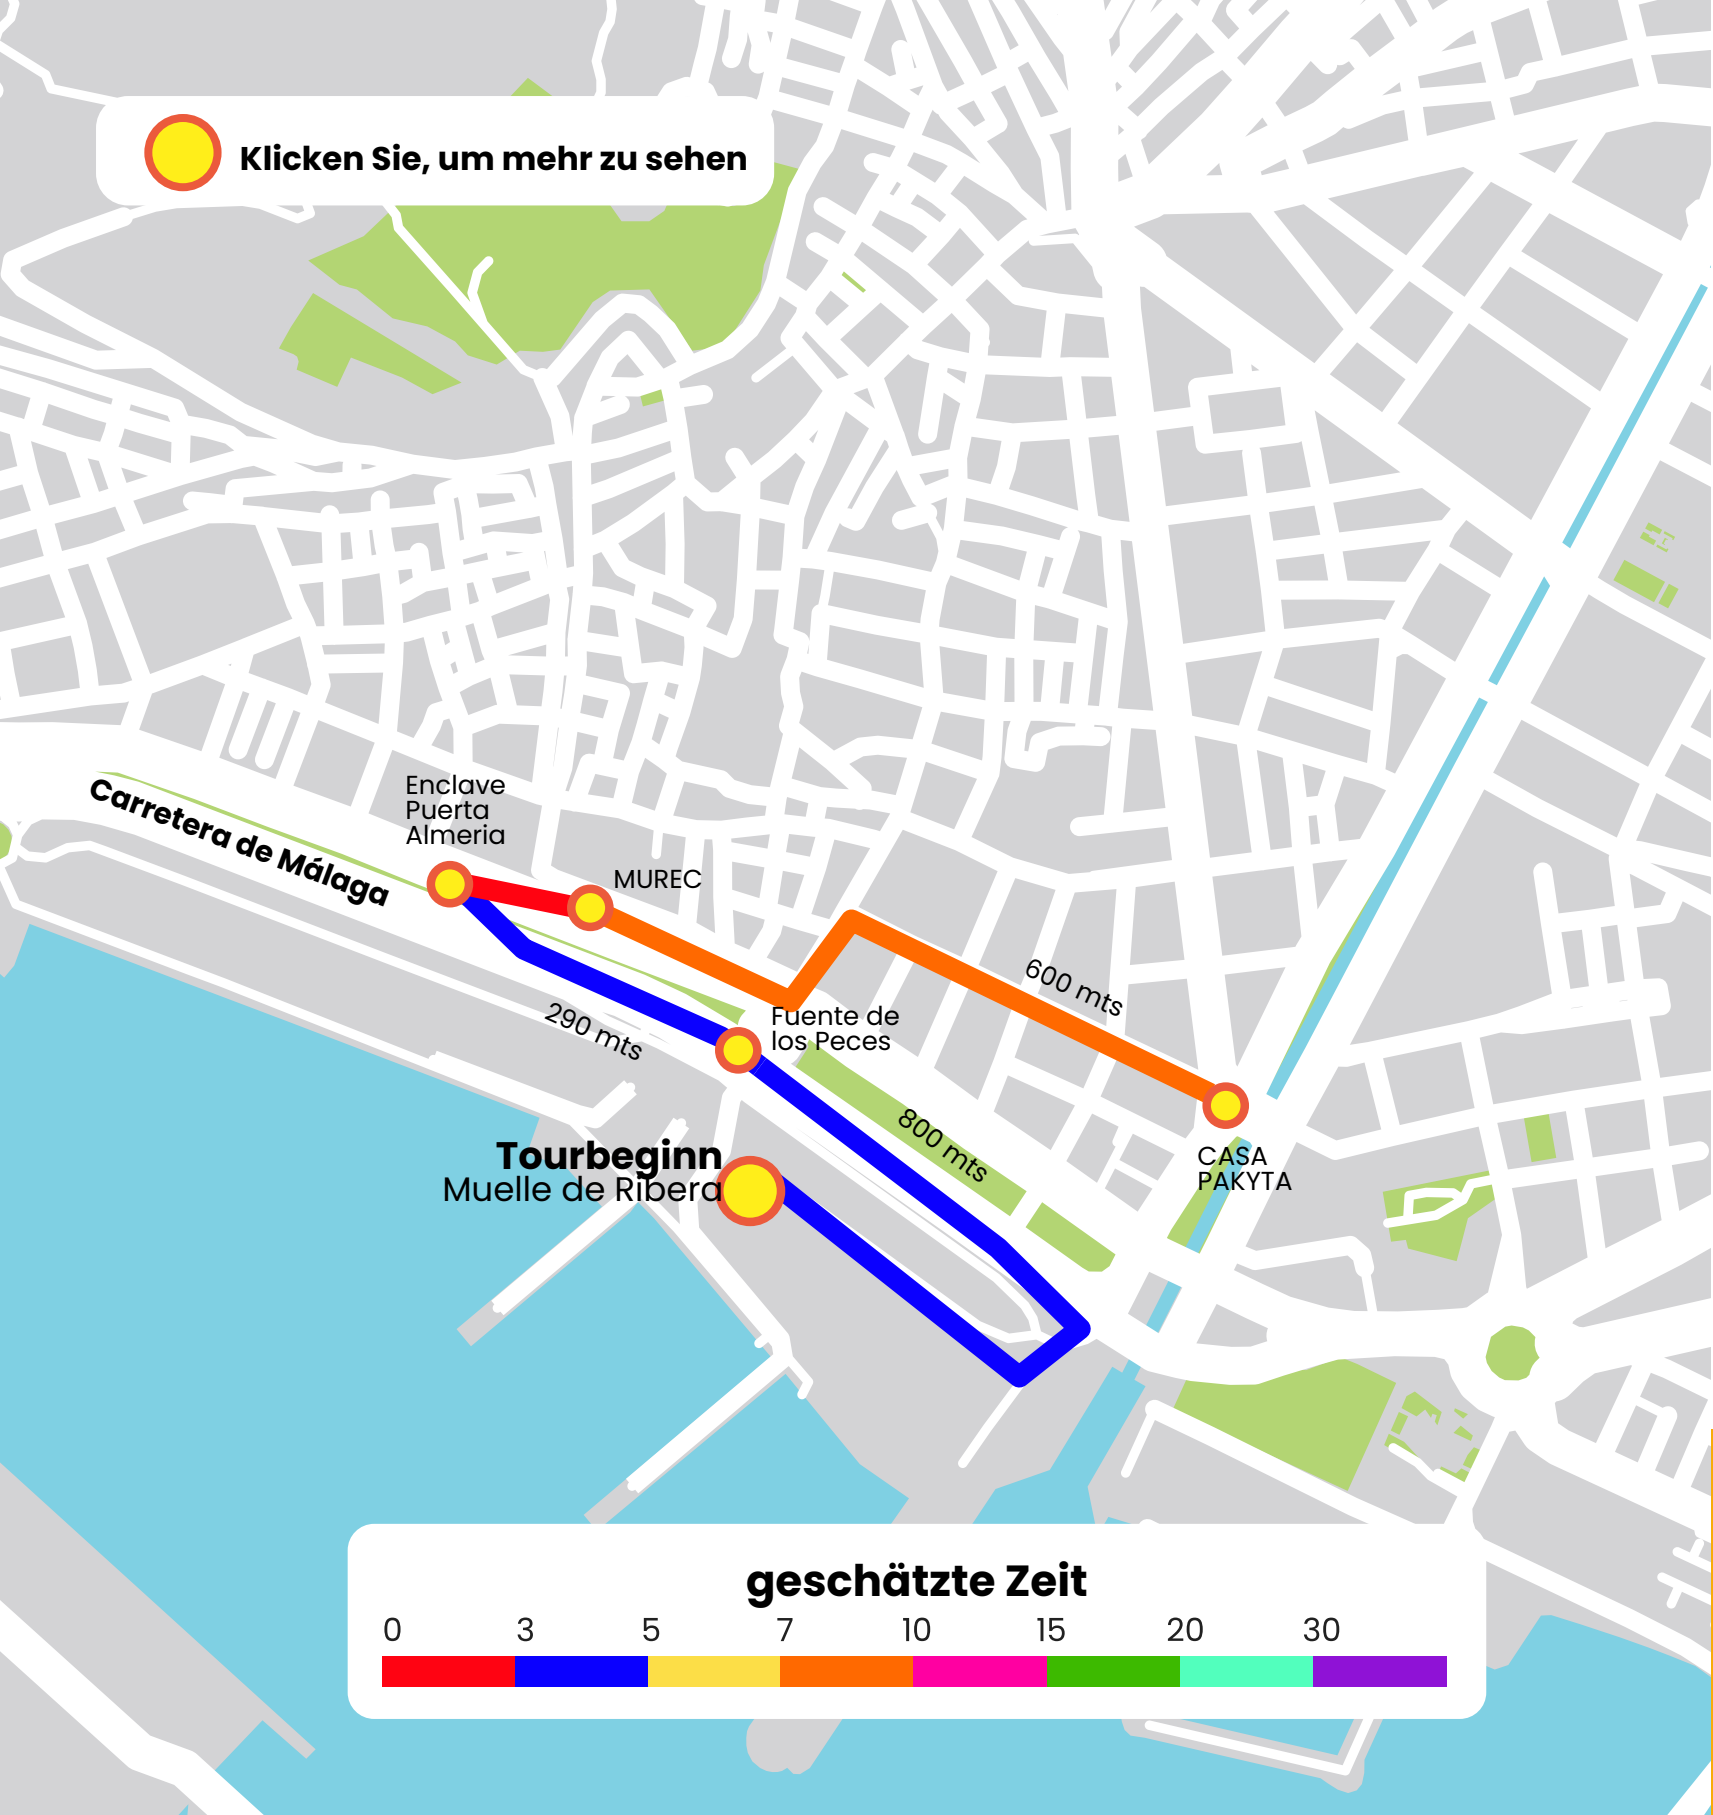 Klicken Sie, um mehr zu sehen
Enclave
Puerta
Almeria
Carretera de Málaga
MUREC
600 mts
290 mts
Fuente de
los Peces
800 mts
Tourbeginn
Muelle de Ribera
CASA
PAKYTA
geschätzte Zeit
0 3 5 7 10 15 20 30